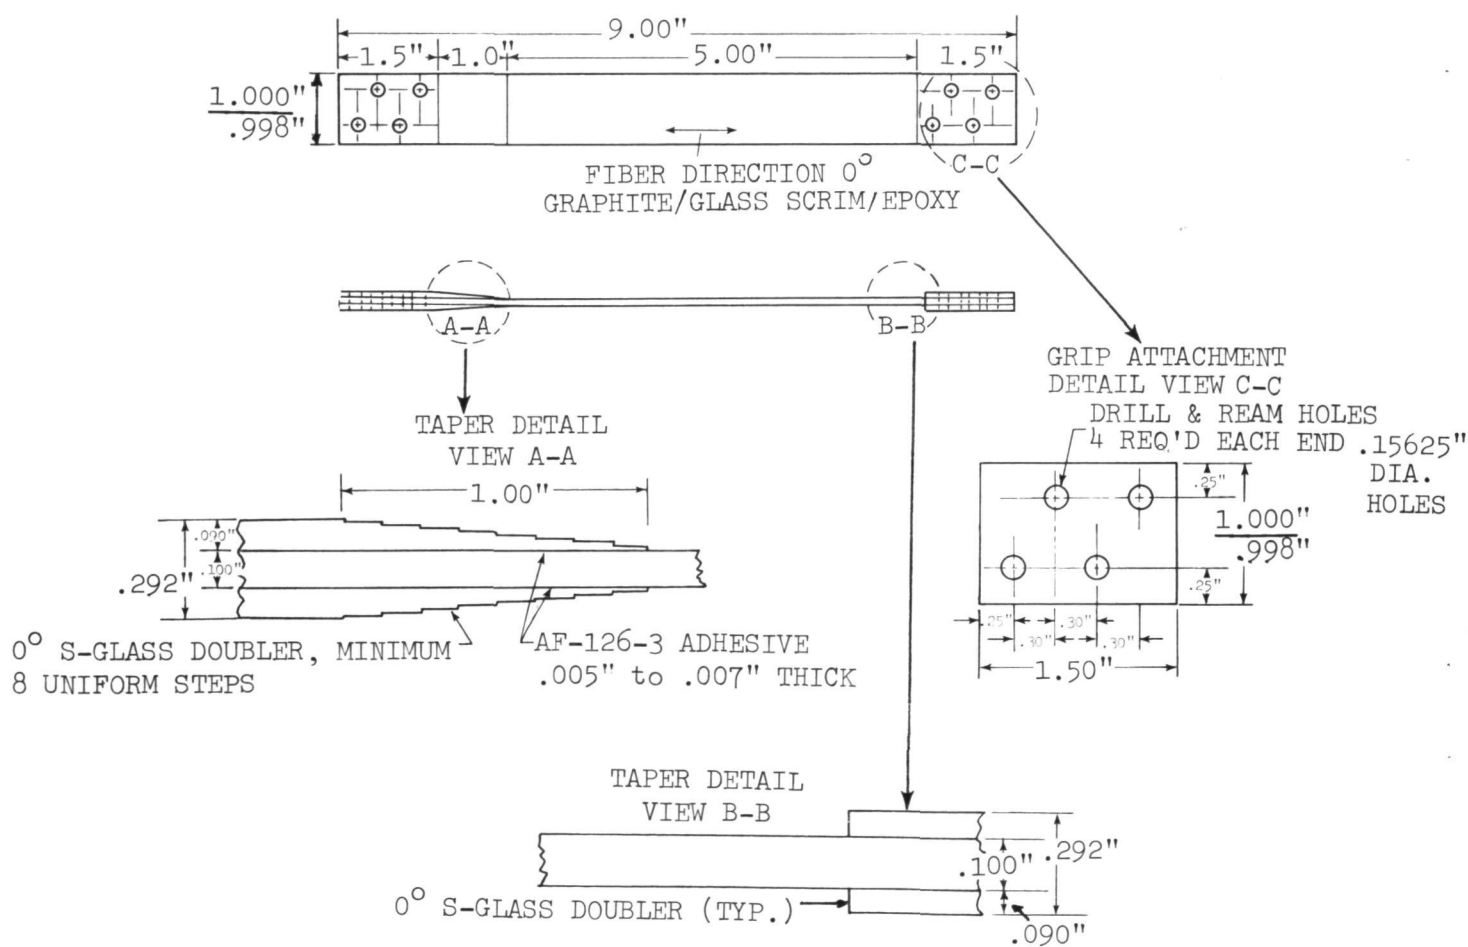 9.00"
1.5" 1.0" 5.00" 1.5"
1.000"
.998"
C-C
FIBER DIRECTION 0°
GRAPHITE/GLASS SCRIM/EPOXY
A-A B-B
GRIP ATTACHMENT
DETAIL VIEW C-C
DRILL & REAM HOLES
4 REQ'D EACH END .15625"
DIA.
HOLES
TAPER DETAIL
VIEW A-A
1.00"
.090"
.100"
.292"
0° S-GLASS DOUBLER, MINIMUM
8 UNIFORM STEPS
AF-126-3 ADHESIVE
.005" to .007" THICK
.25"
1.000"
.998"
.25"
.25" .30"
.30" .30"
1.50"
TAPER DETAIL
VIEW B-B
.100" .292"
0° S-GLASS DOUBLER (TYP.)
.090"